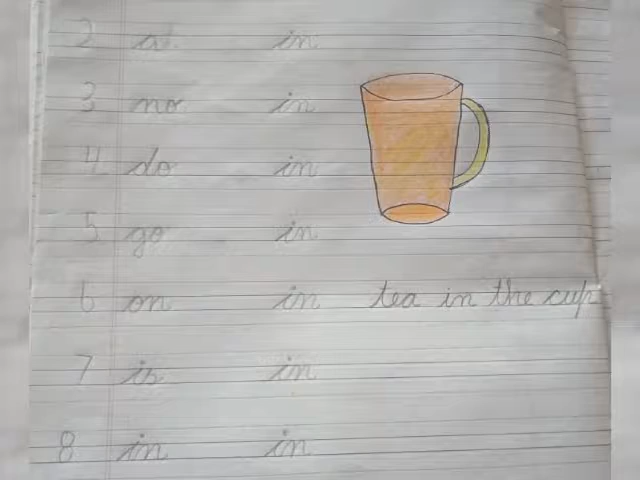 2 at in
3 no in
4 do in
5 go in
6 on in tea in the cup
7 is in
8 in in